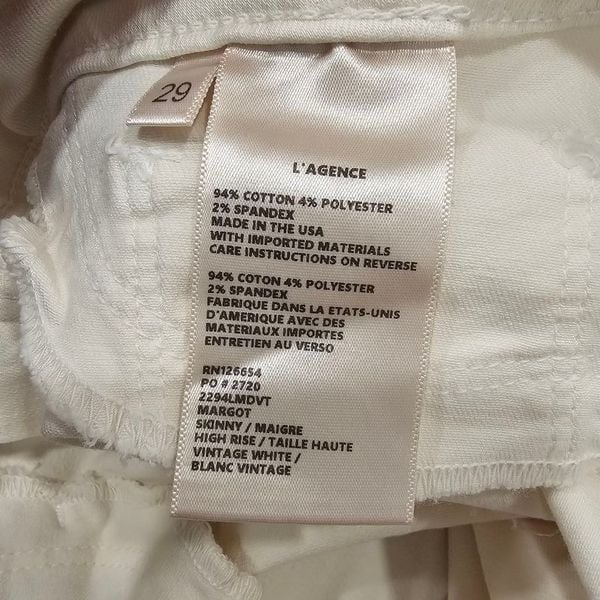 29
L'AGENCE
94% COTTON 4% POLYESTER
2% SPANDEX
MADE IN THE USA
WITH IMPORTED MATERIALS
CARE INSTRUCTIONS ON REVERSE
94% COTON 4% POLYESTER
2% SPANDEX
FABRIQUE DANS LA ETATS-UNIS
D'AMERIQUE AVEC DES
MATERIAUX IMPORTES
ENTRETIEN AU VERSO
RN126654
PO # 2720
2294LMDVT
MARGOT
SKINNY / MAIGRE
HIGH RISE / TAILLE HAUTE
VINTAGE WHITE /
BLANC VINTAGE